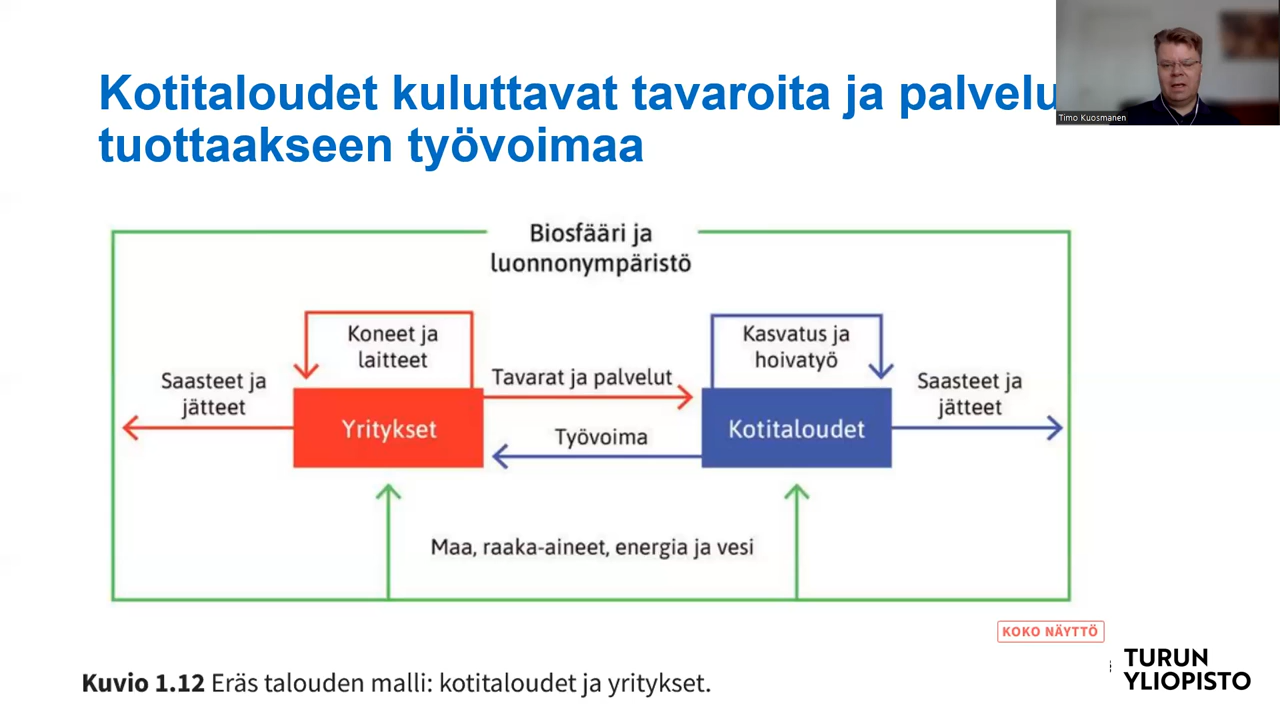 Kotitaloudet kuluttavat tavaroita ja palvelu
tuottaakseen työvoimaa
Timo Kuosmanen
Biosfääri ja
luonnonympäristö
Koneet ja
laitteet
Kasvatus ja
hoivatyö
Saasteet ja
jätteet
Tavarat ja palvelut
Saasteet ja
jätteet
Yritykset
Työvoima
Kotitaloudet
Maa, raaka-aineet, energia ja vesi
KOKO NÄYTTÖ
TURUN
YLIOPISTO
Kuvio 1.12 Eräs talouden malli: kotitaloudet ja yritykset.